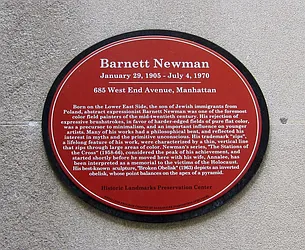 Barnett Newman
January 29, 1905 - July 4, 1970
685 West End Avenue, Manhattan
Born on the Lower East Side, the son of Jewish immigrants from
Poland, abstract expressionist Barnett Newman was one of the foremost
color field painters of the mid-twentieth century. His rejection of
expressive brushstrokes, in favor of hard-edged fields of pure flat color,
was a precursor to minimalism, and an important influence on younger
artists. Many of his works had a philosophical bent, and reflected his
interest in myths and the primitive unconscious. His trademark "zips",
a lifelong feature of his work, were characterized by a thin, vertical line
that zips through large areas of color. Newman's series, "The Stations of
the Cross" (1958-66), considered the peak of his achievement, and
started shortly before he moved here with his wife, Annalee, has
been interpreted as a memorial to the victims of the Holocaust.
His best-known sculpture, "Broken Obelisk" (1963) depicts an inverted
obelisk, whose point balances on the apex of a pyramid.
Historic Landmarks Preservation Center